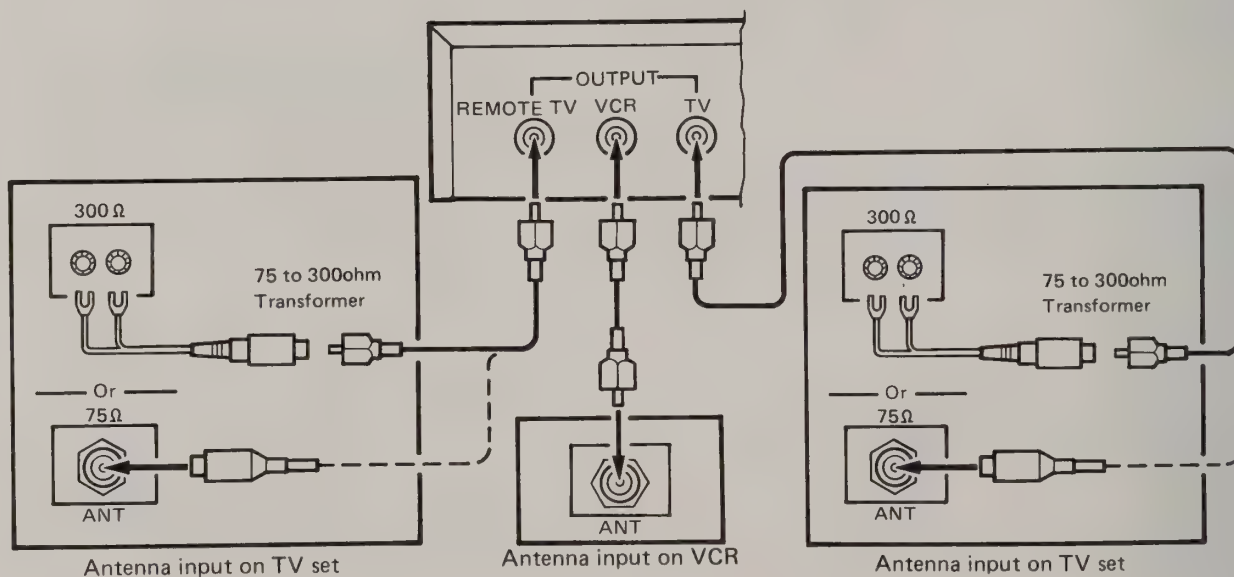 OUTPUT
REMOTE TV VCR TV
300 Ω
75 to 300ohm
Transformer
Or
75Ω
ANT
Antenna input on TV set
ANT
Antenna input on VCR
300 Ω
75 to 300ohm
Transformer
Or
75Ω
ANT
Antenna input on TV set